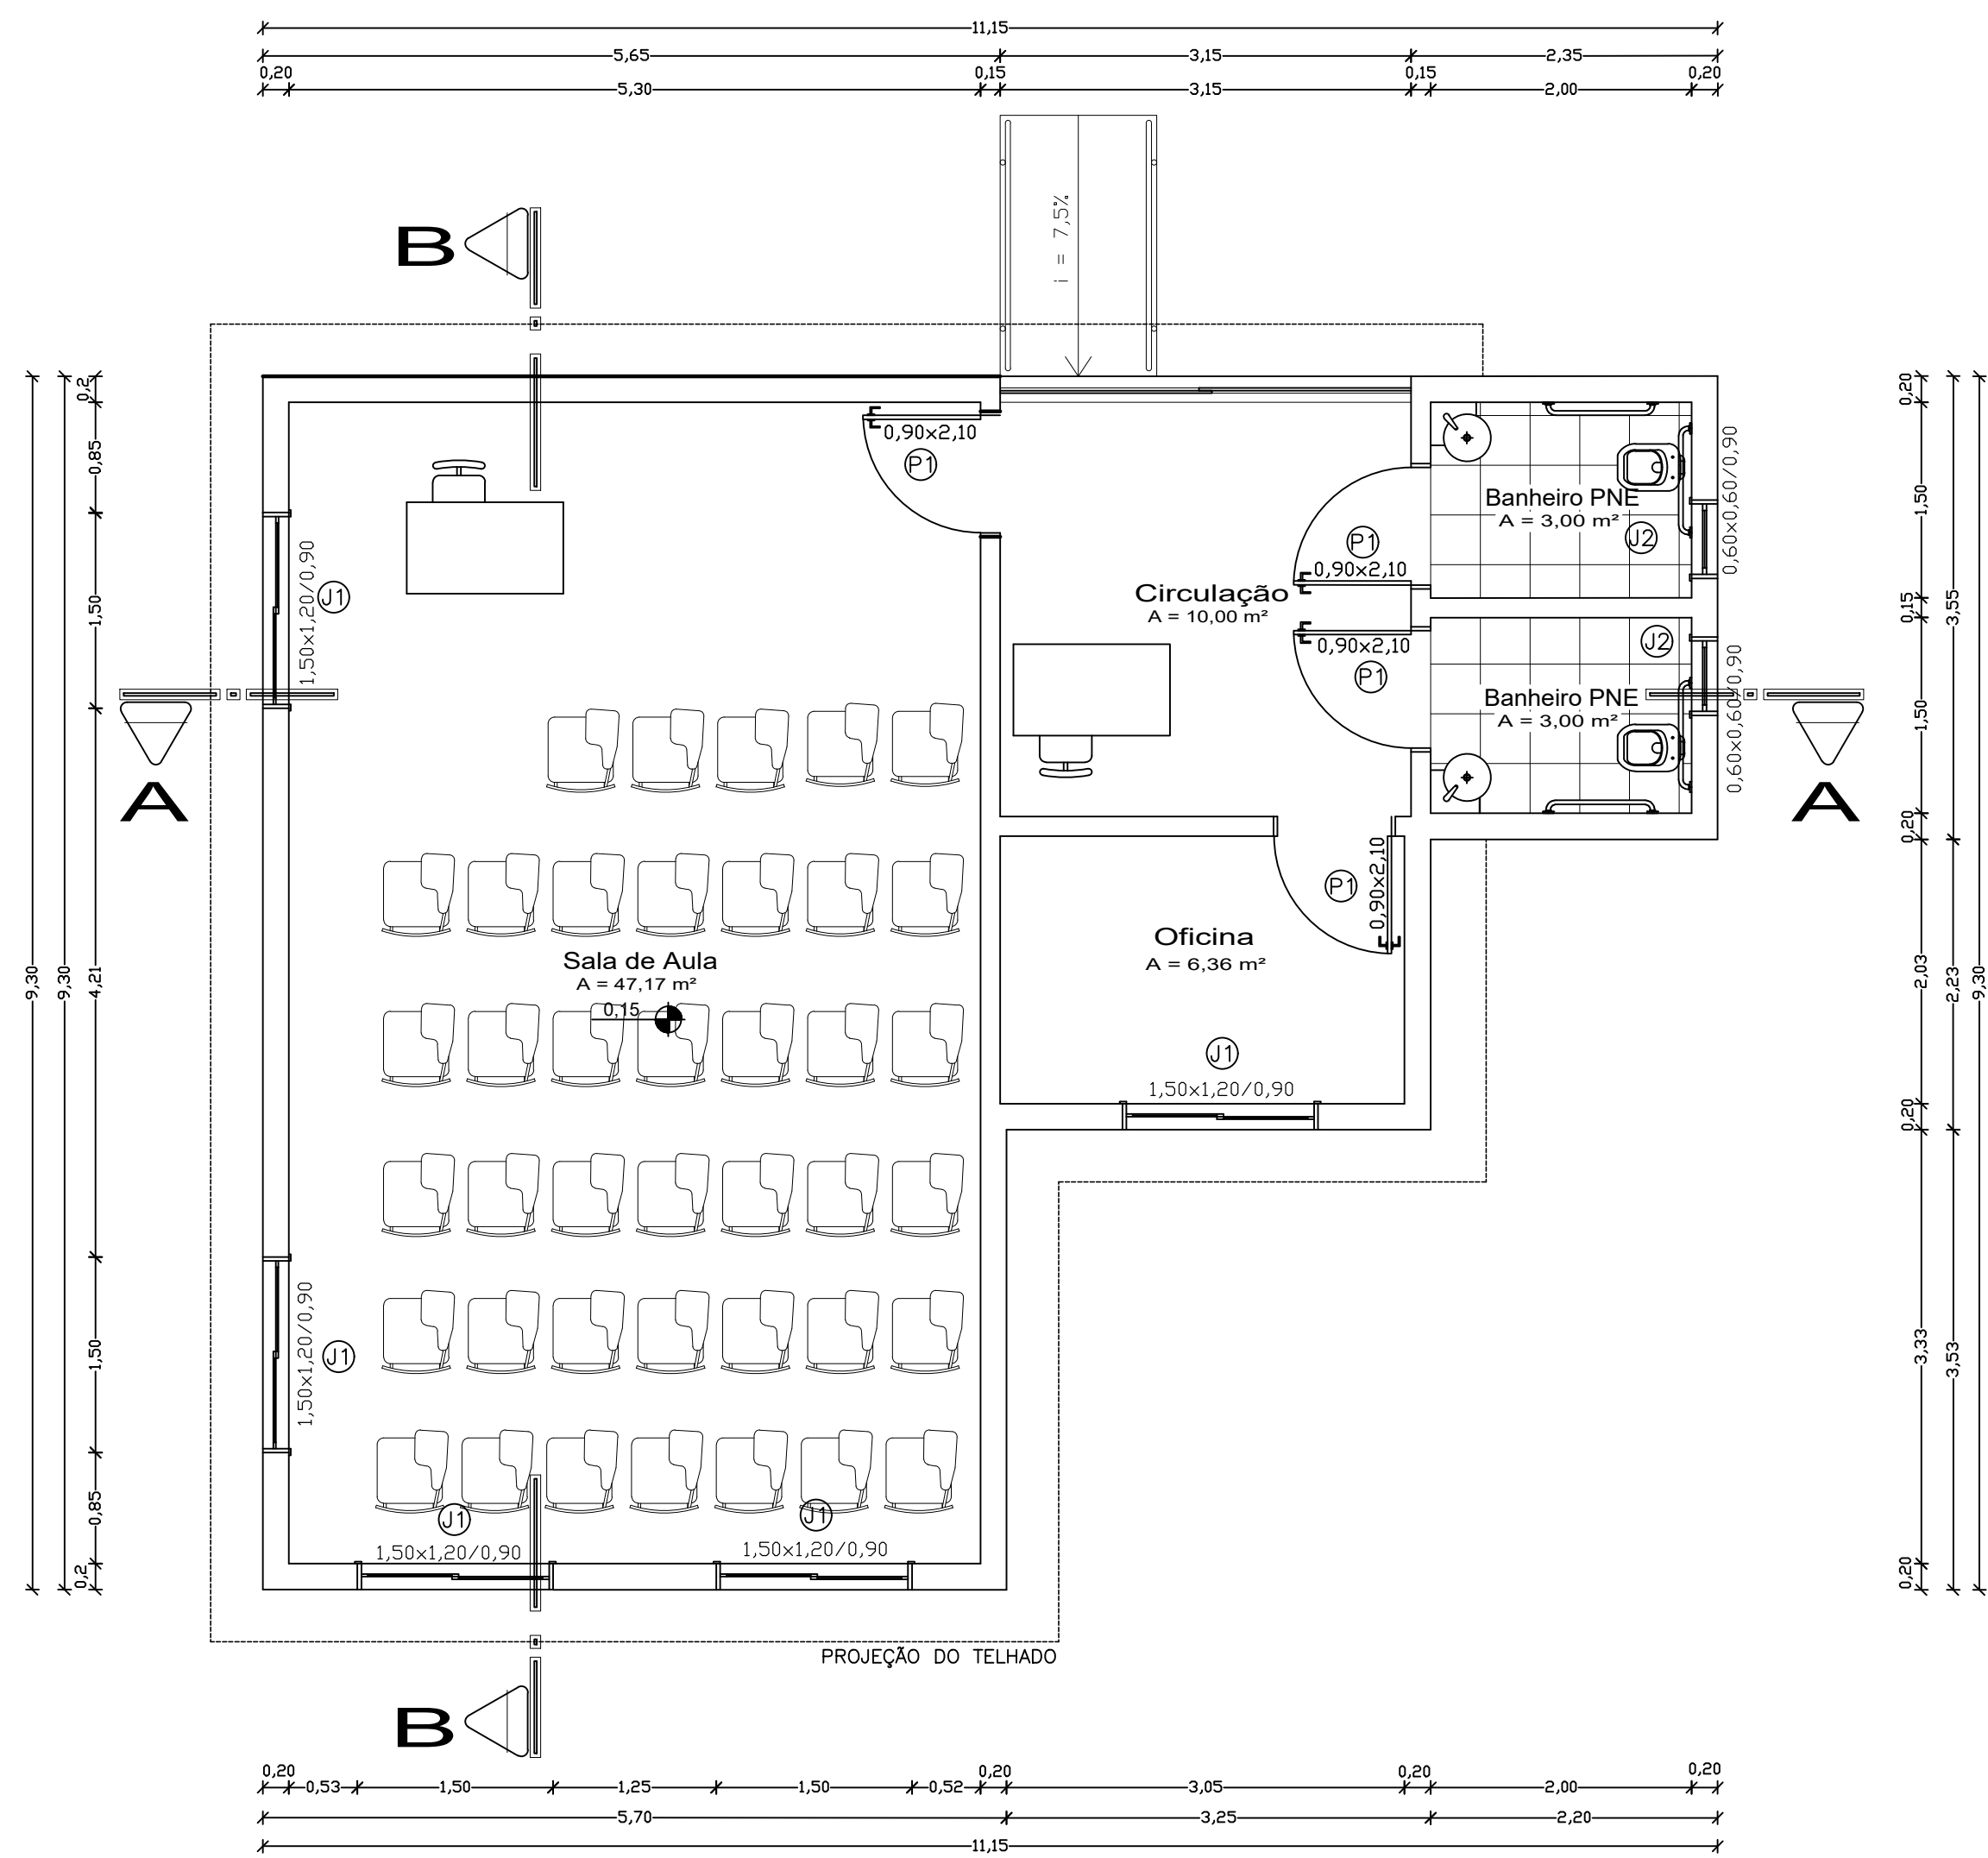 11,15
5,65 3,15 2,35
0,20 0,15 0,15 0,20
5,30 3,15 2,00
i = 7,5%
B
0,2
0,85
1,50
4,21
1,50
0,85
0,2
9,30
9,30
0,90x2,10
P1
1,50x1,20/0,90
J1
Circulação
A = 10,00 m²
P1
0,90x2,10
0,90x2,10
P1
Banheiro PNE
A = 3,00 m²
J2
0,60x0,60/0,90
J2
Banheiro PNE
A = 3,00 m²
0,60x0,60/0,90
A
A
Sala de Aula
A = 47,17 m²
0,15
0,90x2,10
P1
Oficina
A = 6,36 m²
J1
1,50x1,20/0,90
1,50x1,20/0,90
J1
J1
1,50x1,20/0,90
J1
1,50x1,20/0,90
PROJEÇÃO DO TELHADO
B
0,20
1,50
0,15
1,50
0,20
2,03
0,20
3,33
0,20
3,55
2,23
3,53
9,30
0,20 0,20 0,20 0,20
0,53 1,50 1,25 1,50 0,52 3,05 2,00
5,70 3,25 2,20
11,15